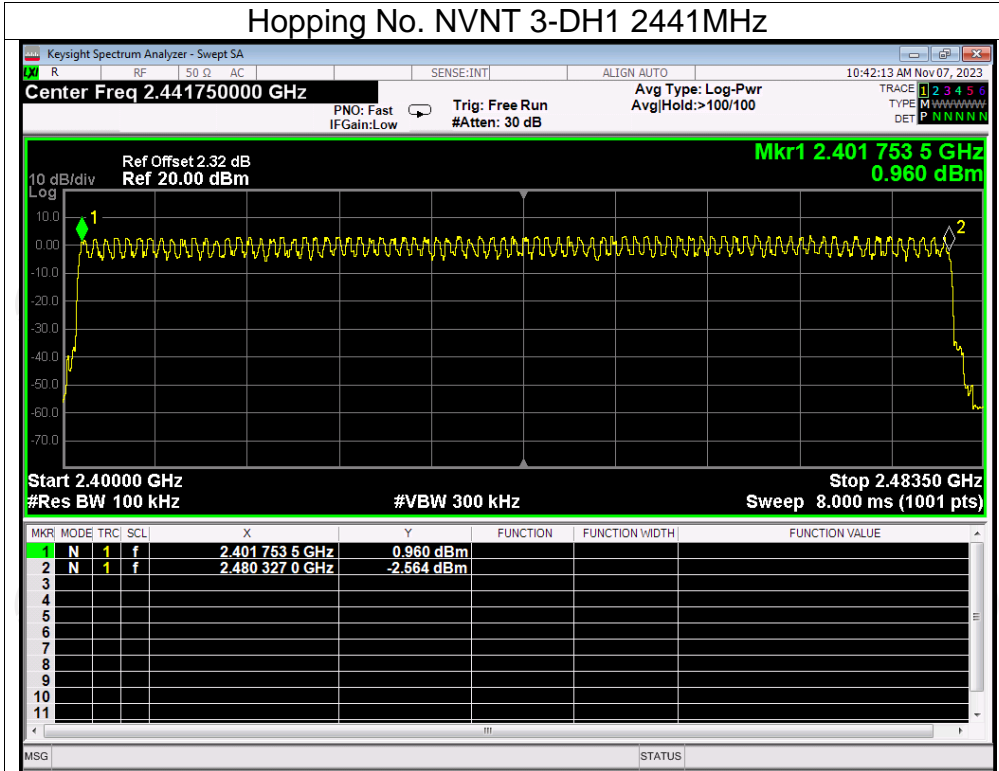 Hopping No. NVNT 3-DH1 2441MHz
Keysight Spectrum Analyzer - Swept SA
LXI R RF 50 Ω AC SENSE:INT ALIGN AUTO 10:42:13 AM Nov 07, 2023
Center Freq 2.441750000 GHz
PNO: Fast
IFGain:Low
Trig: Free Run
#Atten: 30 dB
Avg Type: Log-Pwr
Avg|Hold:>100/100
TRACE 1 2 3 4 5 6
TYPE M WWWWW
DET P N N N N N
Mkr1 2.401 753 5 GHz
0.960 dBm
Ref Offset 2.32 dB
10 dB/div Ref 20.00 dBm
Log
10.0
0.00
-10.0
-20.0
-30.0
-40.0
-50.0
-60.0
-70.0
1
2
Start 2.40000 GHz Stop 2.48350 GHz
#Res BW 100 kHz #VBW 300 kHz Sweep 8.000 ms (1001 pts)
MKR MODE TRC SCL X Y FUNCTION FUNCTION WIDTH FUNCTION VALUE
1 N 1 f 2.401 753 5 GHz 0.960 dBm
2 N 1 f 2.480 327 0 GHz -2.564 dBm
3
4
5
6
7
8
9
10
11
MSG STATUS